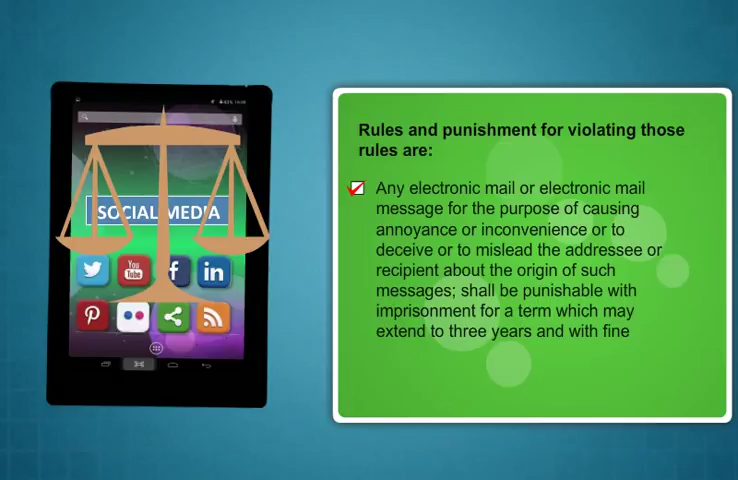 SOCIAL MEDIA
You
Tube
f
in
Rules and punishment for violating those
rules are:
Any electronic mail or electronic mail
message for the purpose of causing
annoyance or inconvenience or to
deceive or to mislead the addressee or
recipient about the origin of such
messages; shall be punishable with
imprisonment for a term which may
extend to three years and with fine